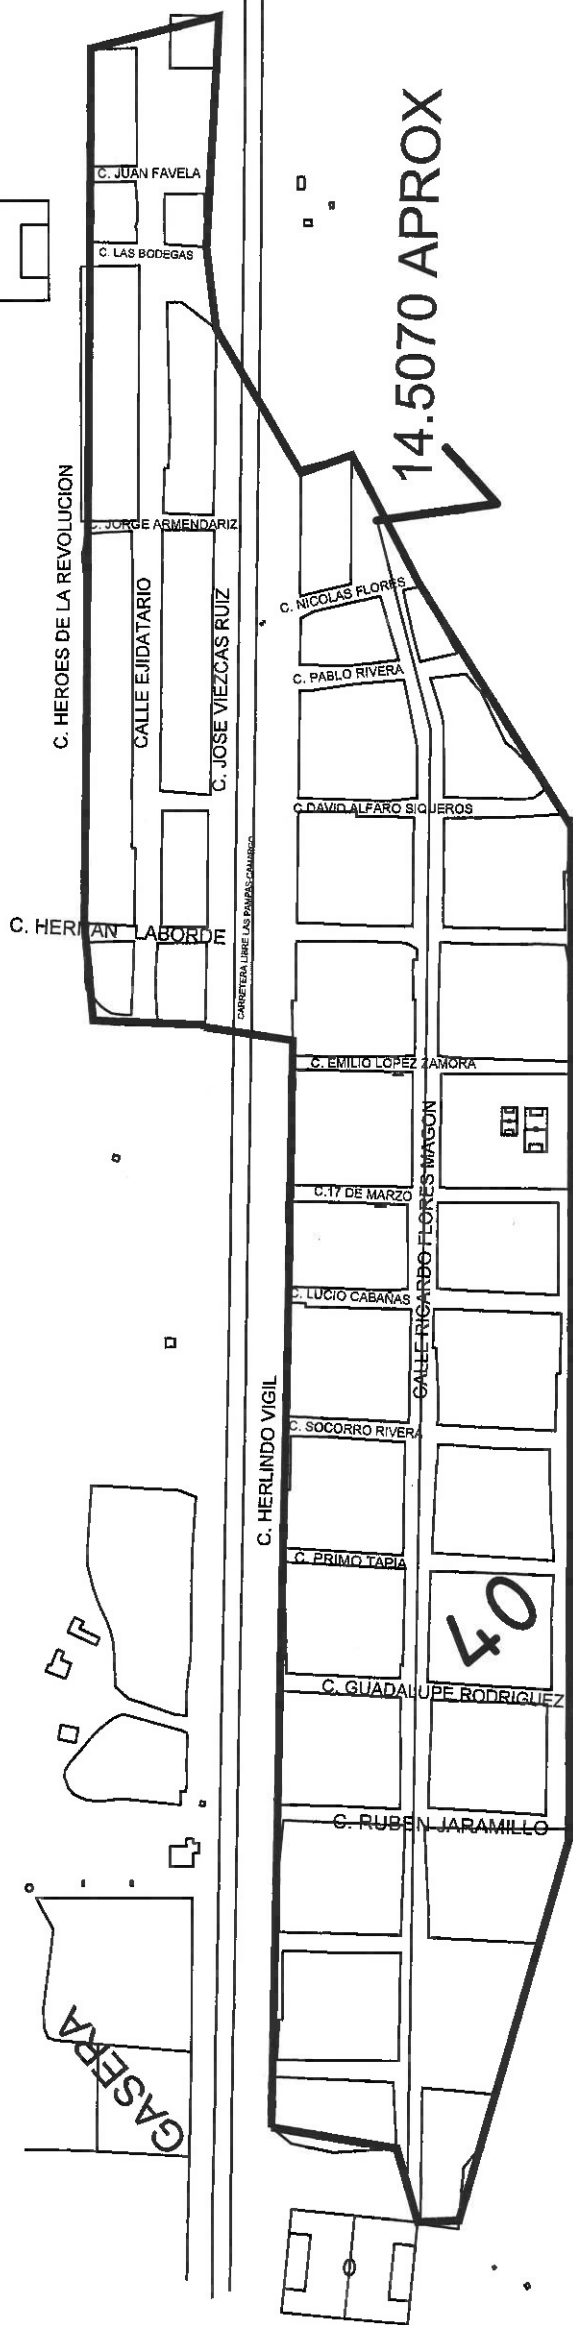 C. JUAN FAVELA
C. LAS BODEGAS
14.5070 APROX
C. HEROES DE LA REVOLUCION
C. JORGE ARMENDARIZ
CALLE EJIDATARIO
C. JOSE VIEZCAS RUIZ
C. NICOLAS FLORES
C. PABLO RIVERA
C.DAVID ALFARO SIQUEROS
CARRETERA LIBRE LAS PAMPAS-CAMARGO
C. HERNAN LABORDE
C. EMILIO LOPEZ ZAMORA
CALLE RICARDO FLORES MAGON
C.17 DE MARZO
C. LUCIO CABAÑAS
C. HERLINDO VIGIL
C. SOCORRO RIVERA
C. PRIMO TAPIA
40
C. GUADALUPE RODRIGUEZ
C. RUBEN JARAMILLO
GASERA